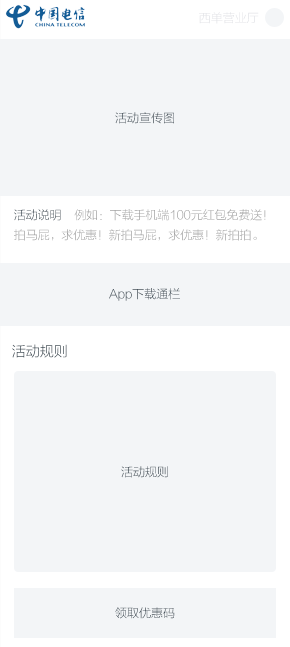 中国电信
CHINA TELECOM
西单营业厅
活动宣传图
活动说明 例如：下载手机端100元红包免费送！
拍马屁，求优惠！新拍马屁，求优惠！新拍拍。
App下载通栏
活动规则
活动规则
领取优惠码